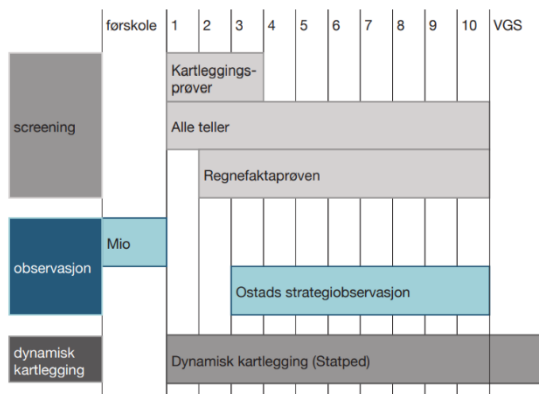 førskole 1 2 3 4 5 6 7 8 9 10 VGS
screening
Kartleggings-
prøver
Alle teller
Regnefaktaprøven
observasjon
Mio
Ostads strategiobservasjon
dynamisk
kartlegging
Dynamisk kartlegging (Statped)